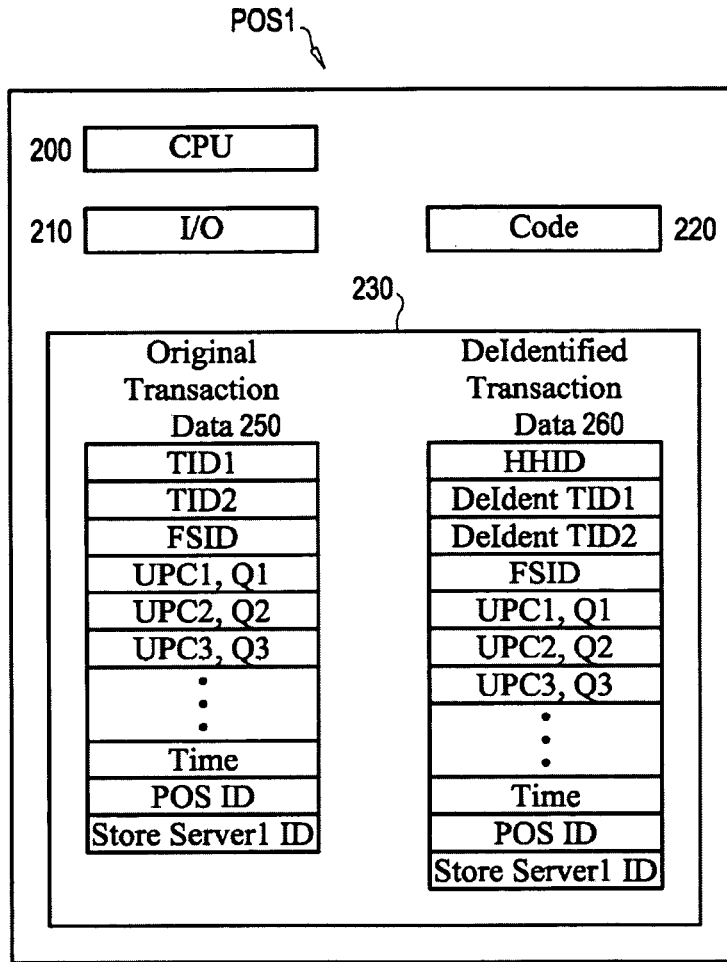 POS1
200 CPU
210 I/O
Code 220
230
Original
Transaction
Data 250
TID1
TID2
FSID
UPC1, Q1
UPC2, Q2
UPC3, Q3
Time
POS ID
Store Server1 ID
DeIdentified
Transaction
Data 260
HHID
DeIdent TID1
DeIdent TID2
FSID
UPC1, Q1
UPC2, Q2
UPC3, Q3
Time
POS ID
Store Server1 ID